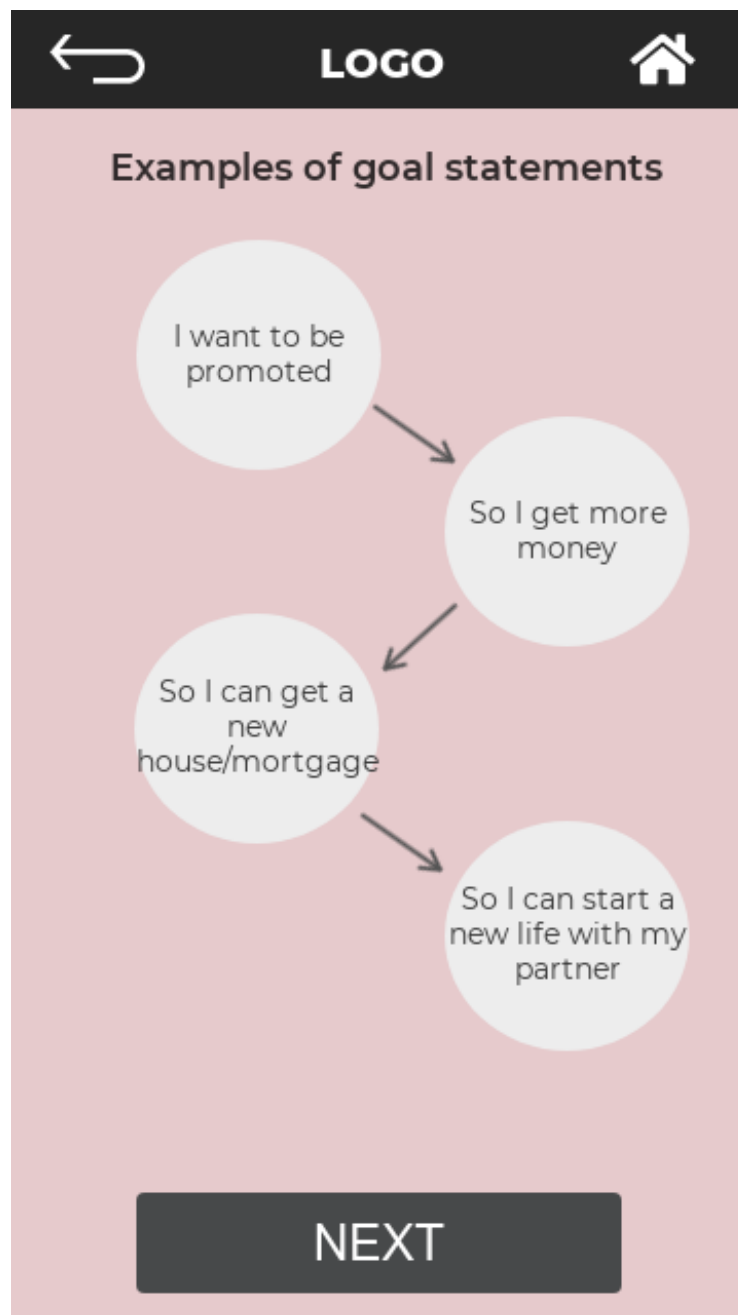 LOGO
Examples of goal statements
I want to be
promoted
So I get more
money
So I can get a
new
house/mortgage
So I can start a
new life with my
partner
NEXT